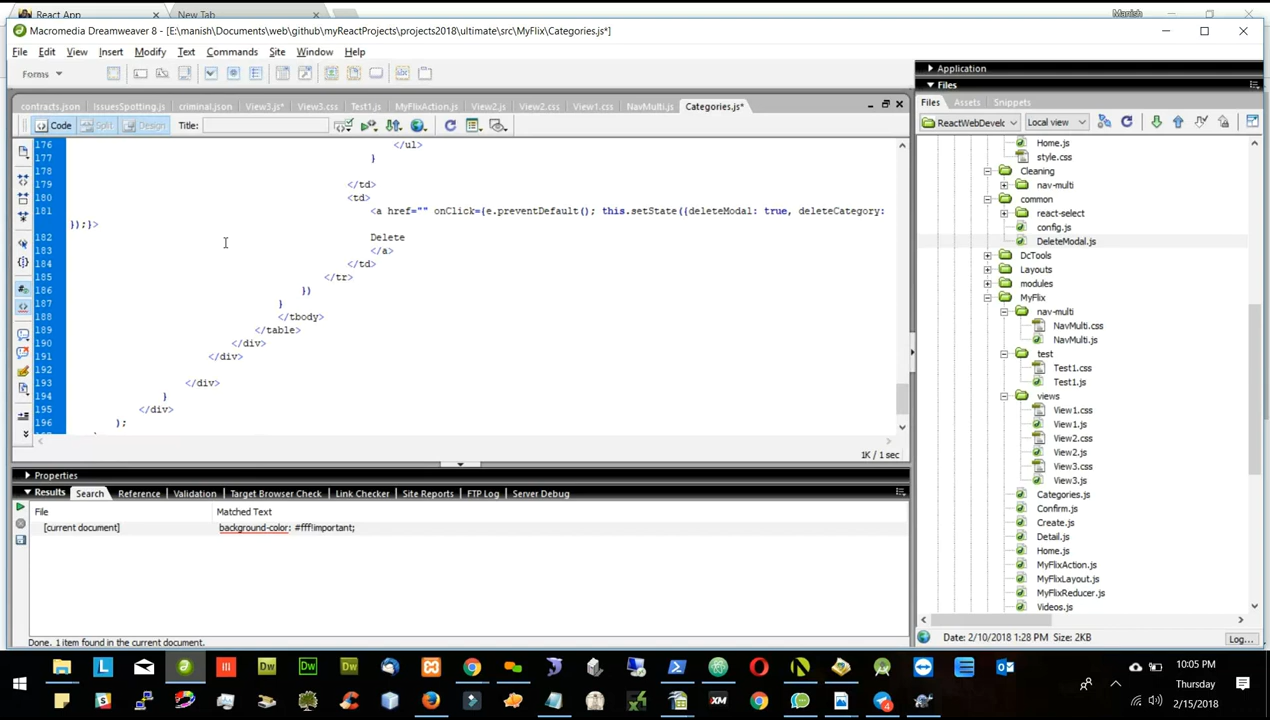 React App
×
New Tab
×
Manish
Macromedia Dreamweaver 8 - [E:\manish\Documents\web\github\myReactProjects\projects2018\ultimate\src\MyFlix\Categories.js*]
File Edit View Insert Modify Text Commands Site Window Help
Forms
contracts.json IssuesSpotting.js criminal.json View3.js* View3.css Test1.js MyFlixAction.js View2.js View2.css View1.css NavMulti.js Categories.js*
Code Split Design Title:
176 </ul>
177 }
178
179 </td>
180 <td>
181 <a href="" onClick={e.preventDefault(); this.setState({deleteModal: true, deleteCategory:
});}>
182 Delete
183 </a>
184 </td>
185 </tr>
186 })
187 }
188 </tbody>
189 </table>
190 </div>
191 </div>
192
193 </div>
194 }
195 </div>
196 );
1K / 1 sec
Properties
Results Search Reference Validation Target Browser Check Link Checker Site Reports FTP Log Server Debug
File Matched Text
[current document] background-color: #fff!important;
Done. 1 item found in the current document.
Application
Files
Files Assets Snippets
ReactWebDevek Local view
Home.js
style.css
Cleaning
nav-multi
common
react-select
config.js
DeleteModal.js
DcTools
Layouts
modules
MyFlix
nav-multi
NavMulti.css
NavMulti.js
test
Test1.css
Test1.js
views
View1.css
View1.js
View2.css
View2.js
View3.css
View3.js
Categories.js
Confirm.js
Create.js
Detail.js
Home.js
MyFlixAction.js
MyFlixLayout.js
MyFlixReducer.js
Videos.js
Date: 2/10/2018 1:28 PM Size: 2KB Log...
10:05 PM
Thursday
2/15/2018